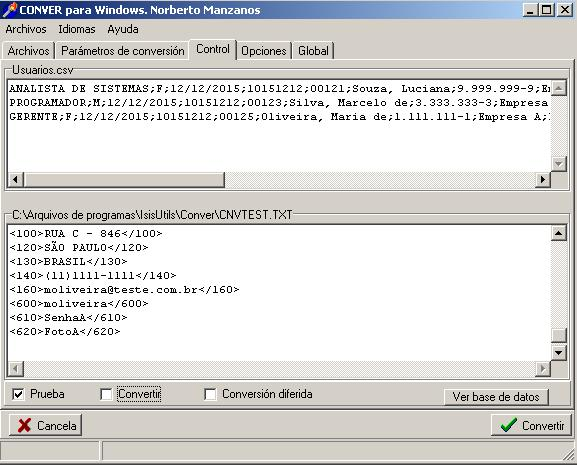 CONVER para Windows. Norberto Manzanos
Archivos Idiomas Ayuda
Archivos Parámetros de conversión Control Opciones Global
Usuarios.csv
ANALISTA DE SISTEMAS;F;12/12/2015;10151212;00121;Souza, Luciana;9.999.999-9;Em
PROGRAMADOR;M;12/12/2015;10151212;00123;Silva, Marcelo de;3.333.333-3;Empresa
GERENTE;F;12/12/2015;10151212;00125;Oliveira, Maria de;1.111.111-1;Empresa A;
C:\Arquivos de programas\IsisUtils\Conver\CNVTEST.TXT
<100>RUA C - 846</100>
<120>SÃO PAULO</120>
<130>BRASIL</130>
<140>(11)1111-1111</140>
<160>moliveira@teste.com.br</160>
<600>moliveira</600>
<610>SenhaA</610>
<620>FotoA</620>
Prueba Convertir Conversión diferida Ver base de datos
Cancela Convertir